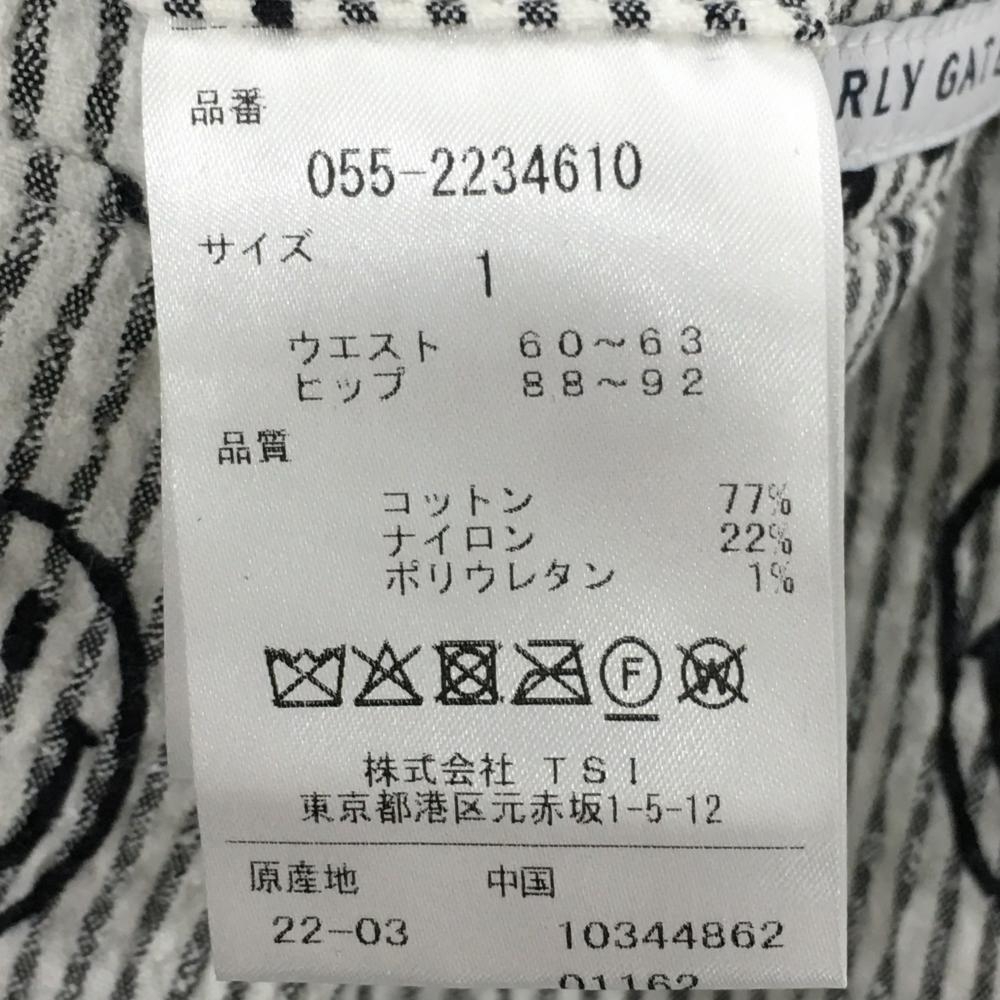 品番
055-2234610
サイズ 1
ウエスト 60～63
ヒップ 88～92
品質
コットン 77%
ナイロン 22%
ポリウレタン 1%
F W
株式会社 TSI
東京都港区元赤坂1-5-12
原産地 中国
22-03 10344862